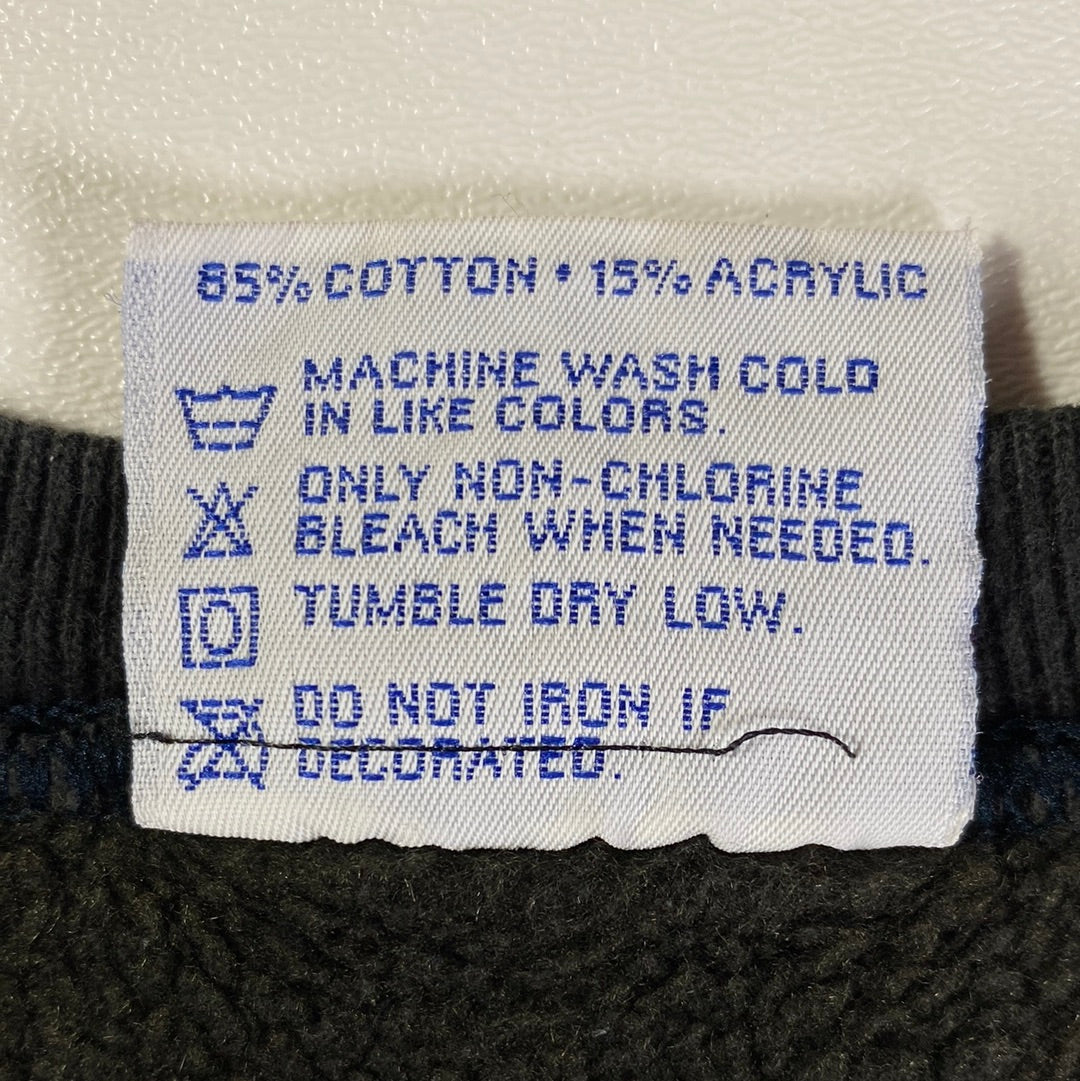 85% COTTON • 15% ACRYLIC
MACHINE WASH COLD
IN LIKE COLORS.
ONLY NON-CHLORINE
BLEACH WHEN NEEDED.
TUMBLE DRY LOW.
DO NOT IRON IF
DECORATED.